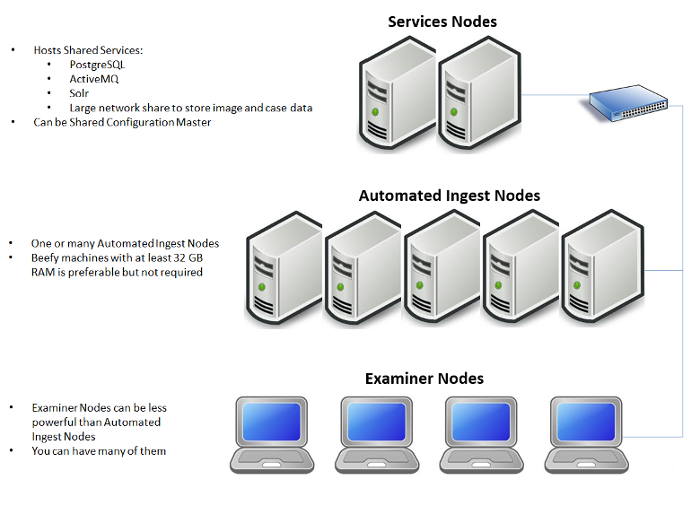 Services Nodes
• Hosts Shared Services:
• PostgreSQL
• ActiveMQ
• Solr
• Large network share to store image and case data
• Can be Shared Configuration Master
Automated Ingest Nodes
• One or many Automated Ingest Nodes
• Beefy machines with at least 32 GB
RAM is preferable but not required
Examiner Nodes
• Examiner Nodes can be less
powerful than Automated
Ingest Nodes
• You can have many of them